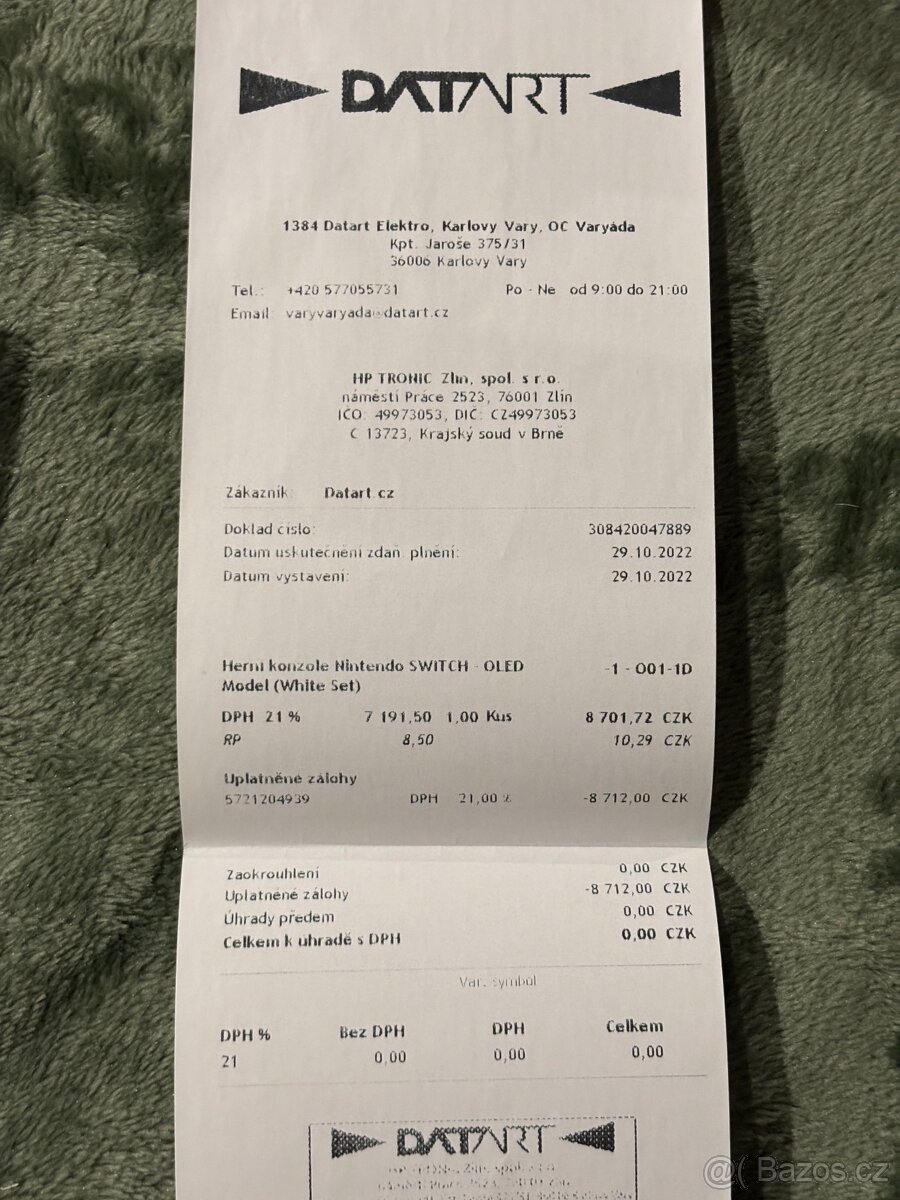 DATART
1384 Datart Elektro, Karlovy Vary, OC Varyáda
Kpt. Jaroše 375/31
36006 Karlovy Vary
Tel.: +420 577055731 Po - Ne od 9:00 do 21:00
Email: varyvaryada@datart.cz
HP TRONIC Zlín, spol. s r.o.
náměstí Práce 2523, 76001 Zlín
IČO: 49973053, DIČ: CZ49973053
C 13723, Krajský soud v Brně
Zákazník: Datart.cz
Doklad číslo: 308420047889
Datum uskutečnění zdaň. plnění: 29.10.2022
Datum vystavení: 29.10.2022
Herní konzole Nintendo SWITCH - OLED -1 - O01-1D
Model (White Set)
DPH 21 % 7 191,50 1,00 Kus 8 701,72 CZK
RP 8,50 10,29 CZK
Uplatněné zálohy
5721204939 DPH 21,00 % -8 712,00 CZK
Zaokrouhlení 0,00 CZK
Uplatněné zálohy -8 712,00 CZK
Úhrady předem 0,00 CZK
Celkem k úhradě s DPH 0,00 CZK
Var. symbol
DPH % Bez DPH DPH Celkem
21 0,00 0,00 0,00
DATART
Bazos.cz